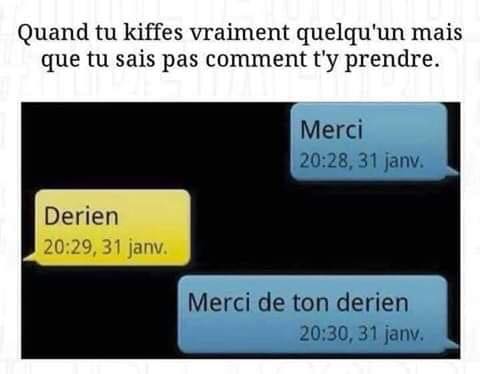 Quand tu kiffes vraiment quelqu'un mais
que tu sais pas comment t'y prendre.
Merci
20:28, 31 janv.
Derien
20:29, 31 janv.
Merci de ton derien
20:30, 31 janv.